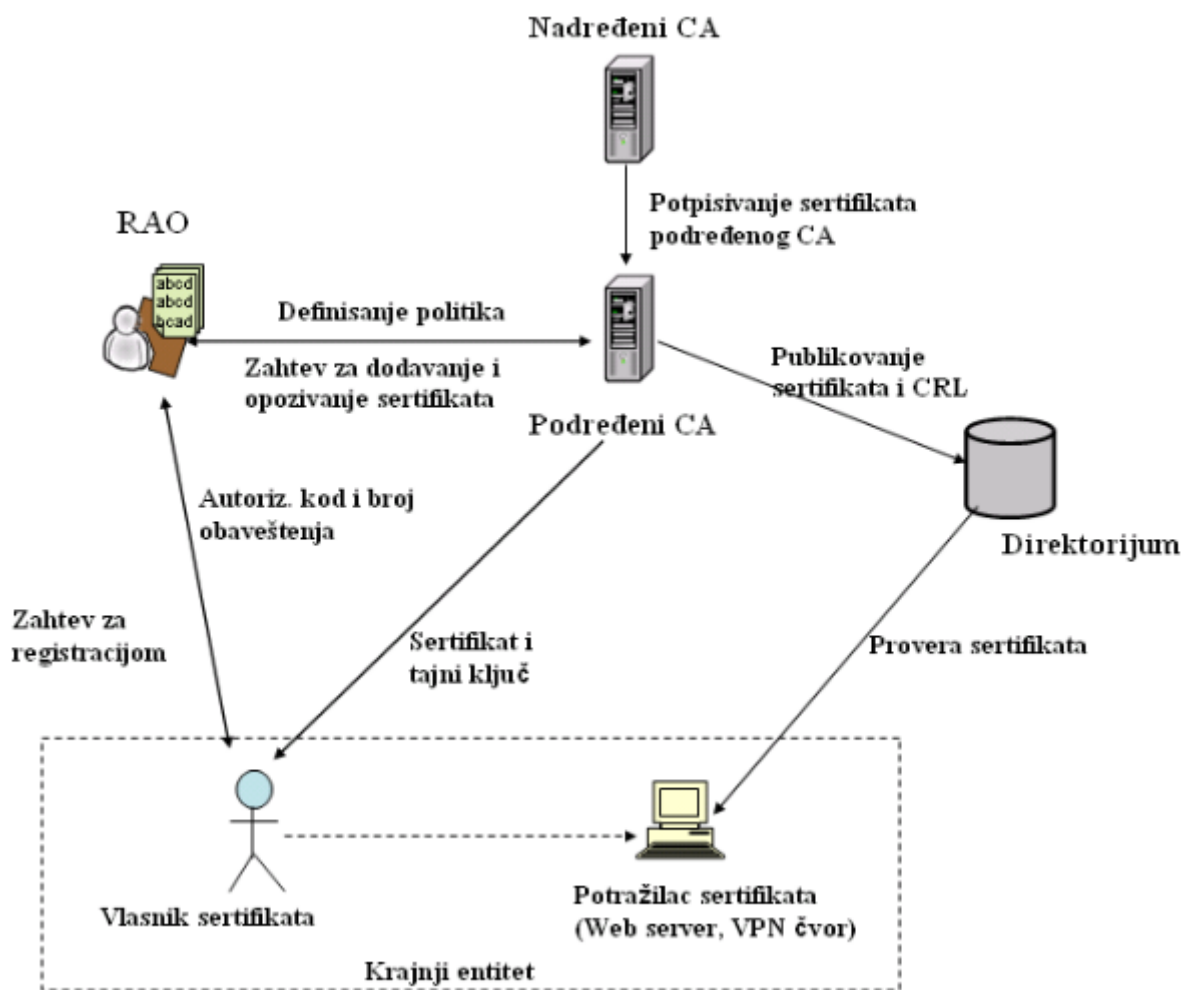 Nadređeni CA
Potpisivanje sertifikata
podređenog CA
RAO
abcd
abcd
bcad
Definisanje politika
Zahtev za dodavanje i
opozivanje sertifikata
Podređeni CA
Publikovanje
sertifikata i CRL
Direktorijum
Autoriz. kod i broj
obaveštenja
Zahtev za
registracijom
Sertifikat i
tajni ključ
Provera sertifikata
Vlasnik sertifikata
Potražilac sertifikata
(Web server, VPN čvor)
Krajnji entitet